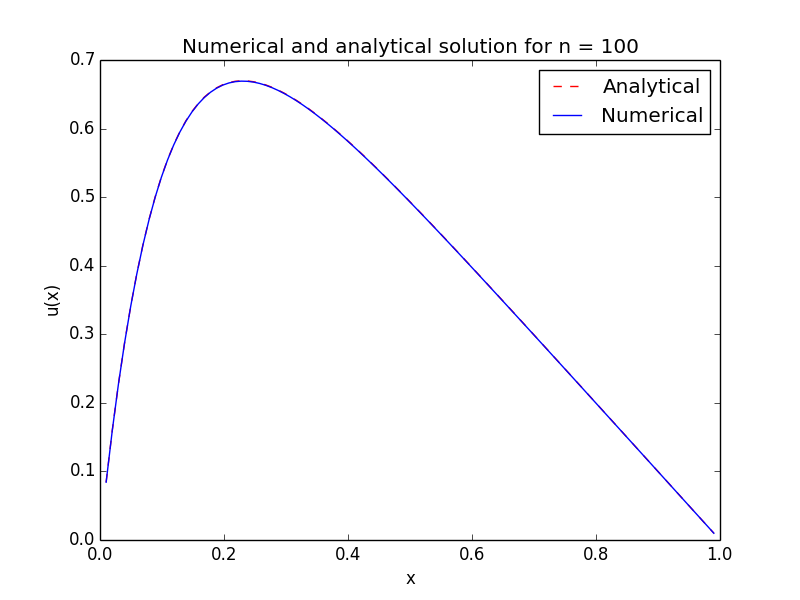 Numerical and analytical solution for n = 100
Analytical
Numerical
0.7
0.6
0.5
0.4
0.3
0.2
0.1
0.0
u(x)
0.0 0.2 0.4 0.6 0.8 1.0
x